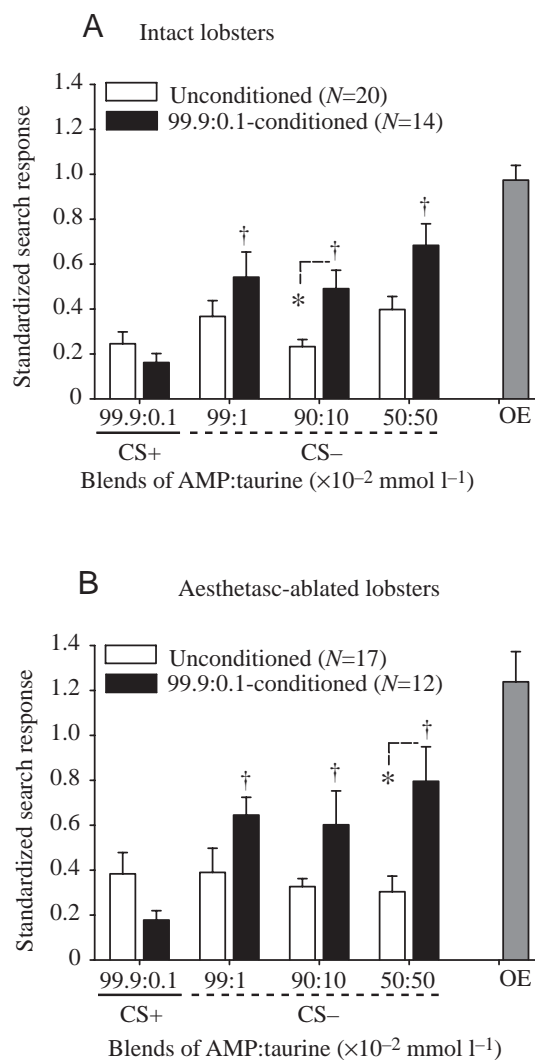 A Intact lobsters
1.4
1.2
1.0
0.8
0.6
0.4
0.2
0
Standardized search response
Unconditioned (N=20)
99.9:0.1-conditioned (N=14)
†
*
†
†
99.9:0.1 99:1 90:10 50:50 OE
CS+ CS–
Blends of AMP:taurine (×10⁻² mmol l⁻¹)
B Aesthetasc-ablated lobsters
1.4
1.2
1.0
0.8
0.6
0.4
0.2
0
Standardized search response
Unconditioned (N=17)
99.9:0.1-conditioned (N=12)
†
†
*
†
99.9:0.1 99:1 90:10 50:50 OE
CS+ CS–
Blends of AMP:taurine (×10⁻² mmol l⁻¹)